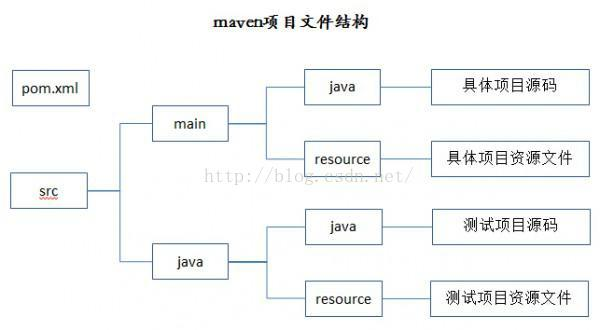 maven项目文件结构
pom.xml
java
具体项目源码
main
resource
具体项目资源文件
http://blog.csdn.net/
src
java
测试项目源码
java
resource
测试项目资源文件